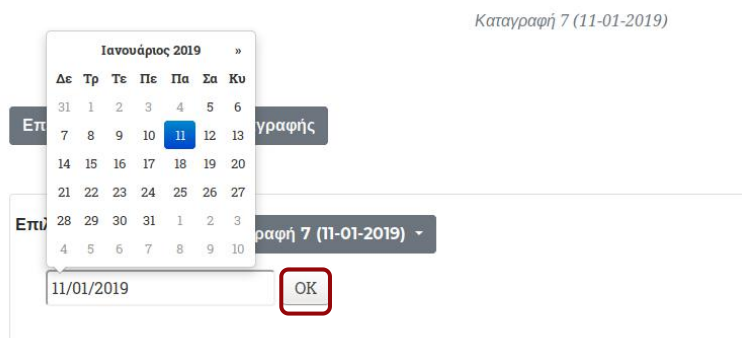 Καταγραφή 7 (11-01-2019)
Ιανουάριος 2019 »
Δε Τρ Τε Πε Πα Σα Κυ
31 1 2 3 4 5 6
Επ
γραφής
7 8 9 10 11 12 13
14 15 16 17 18 19 20
21 22 23 24 25 26 27
Επιλ
28 29 30 31 1 2 3
ραφή 7 (11-01-2019)
4 5 6 7 8 9 10
11/01/2019 OK